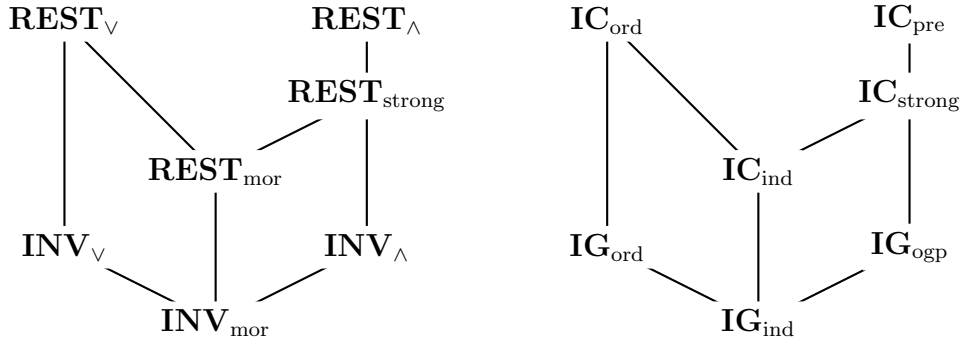 REST∨ REST∧ IC_ord IC_pre
REST_strong IC_strong
REST_mor IC_ind
INV∨ INV∧ IG_ord IG_ogp
INV_mor IG_ind